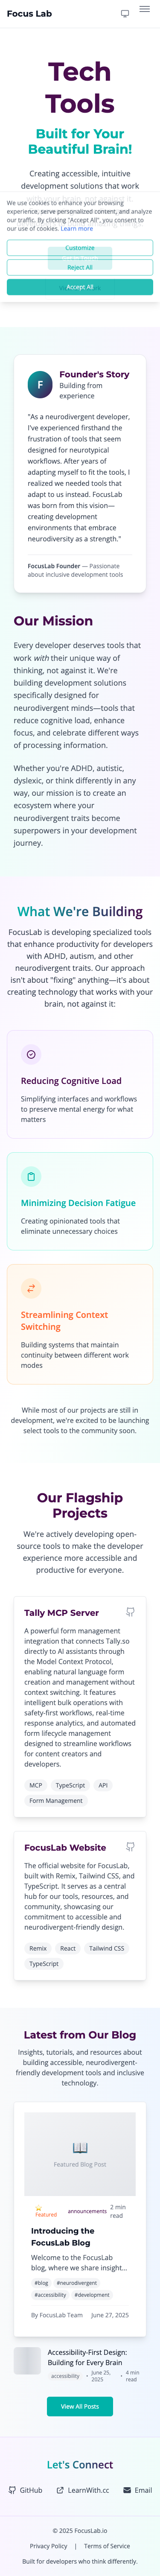 Focus Lab
Tech
Tools
Built for Your
Beautiful Brain!
Creating accessible, intuitive
development solutions that work
We use cookies to enhance your browsing
experience, serve personalized content, and analyze
our traffic. By clicking "Accept All", you consent to
our use of cookies. Learn more
Customize
Reject All
Accept All
F
Founder's Story
Building from
experience
"As a neurodivergent developer,
I've experienced firsthand the
frustration of tools that seem
designed for neurotypical
workflows. After years of
adapting myself to fit the tools, I
realized we needed tools that
adapt to us instead. FocusLab
was born from this vision—
creating development
environments that embrace
neurodiversity as a strength."
FocusLab Founder — Passionate
about inclusive development tools
Our Mission
Every developer deserves tools that
work with their unique way of
thinking, not against it. We're
building development solutions
specifically designed for
neurodivergent minds—tools that
reduce cognitive load, enhance
focus, and celebrate different ways
of processing information.
Whether you're ADHD, autistic,
dyslexic, or think differently in any
way, our mission is to create an
ecosystem where your
neurodivergent traits become
superpowers in your development
journey.
What We're Building
FocusLab is developing specialized tools
that enhance productivity for developers
with ADHD, autism, and other
neurodivergent traits. Our approach
isn't about "fixing" anything—it's about
creating technology that works with your
brain, not against it:
Reducing Cognitive Load
Simplifying interfaces and workflows
to preserve mental energy for what
matters
Minimizing Decision Fatigue
Creating opinionated tools that
eliminate unnecessary choices
Streamlining Context
Switching
Building systems that maintain
continuity between different work
modes
While most of our projects are still in
development, we're excited to be launching
select tools to the community soon.
Our Flagship
Projects
We're actively developing open-
source tools to make the developer
experience more accessible and
productive for everyone.
Tally MCP Server
A powerful form management
integration that connects Tally.so
directly to AI assistants through
the Model Context Protocol,
enabling natural language form
creation and management without
context switching. It features
intelligent bulk operations with
safety-first workflows, real-time
response analytics, and automated
form lifecycle management
designed to streamline workflows
for content creators and
developers.
MCP TypeScript API
Form Management
FocusLab Website
The official website for FocusLab,
built with Remix, Tailwind CSS, and
TypeScript. It serves as a central
hub for our tools, resources, and
community, showcasing our
commitment to accessible and
neurodivergent-friendly design.
Remix React Tailwind CSS
TypeScript
Latest from Our Blog
Insights, tutorials, and resources about
building accessible, neurodivergent-
friendly development tools and inclusive
technology.
Featured Blog Post
Featured announcements 2 min
read
Introducing the
FocusLab Blog
Welcome to the FocusLab
blog, where we share insight...
#blog #neurodivergent
#accessibility #development
By FocusLab Team June 27, 2025
Accessibility-First Design:
Building for Every Brain
accessibility • June 25,
2025 • 4 min
read
View All Posts
Let's Connect
GitHub LearnWith.cc Email
© 2025 FocusLab.io
Privacy Policy | Terms of Service
Built for developers who think differently.